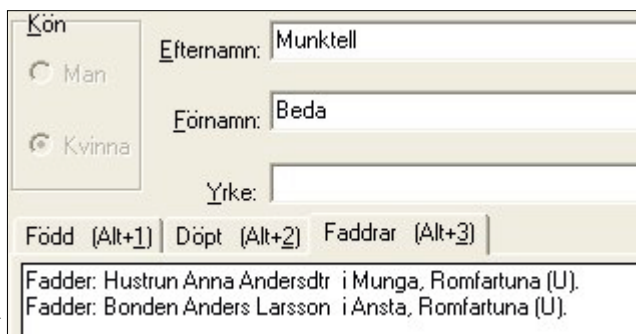 Kön
Man
Kvinna
Efternamn: Munktell
Förnamn: Beda
Yrke:
Född (Alt+1) Döpt (Alt+2) Faddrar (Alt+3)
Fadder: Hustrun Anna Andersdtr i Munga, Romfartuna (U).
Fadder: Bonden Anders Larsson i Ansta, Romfartuna (U).